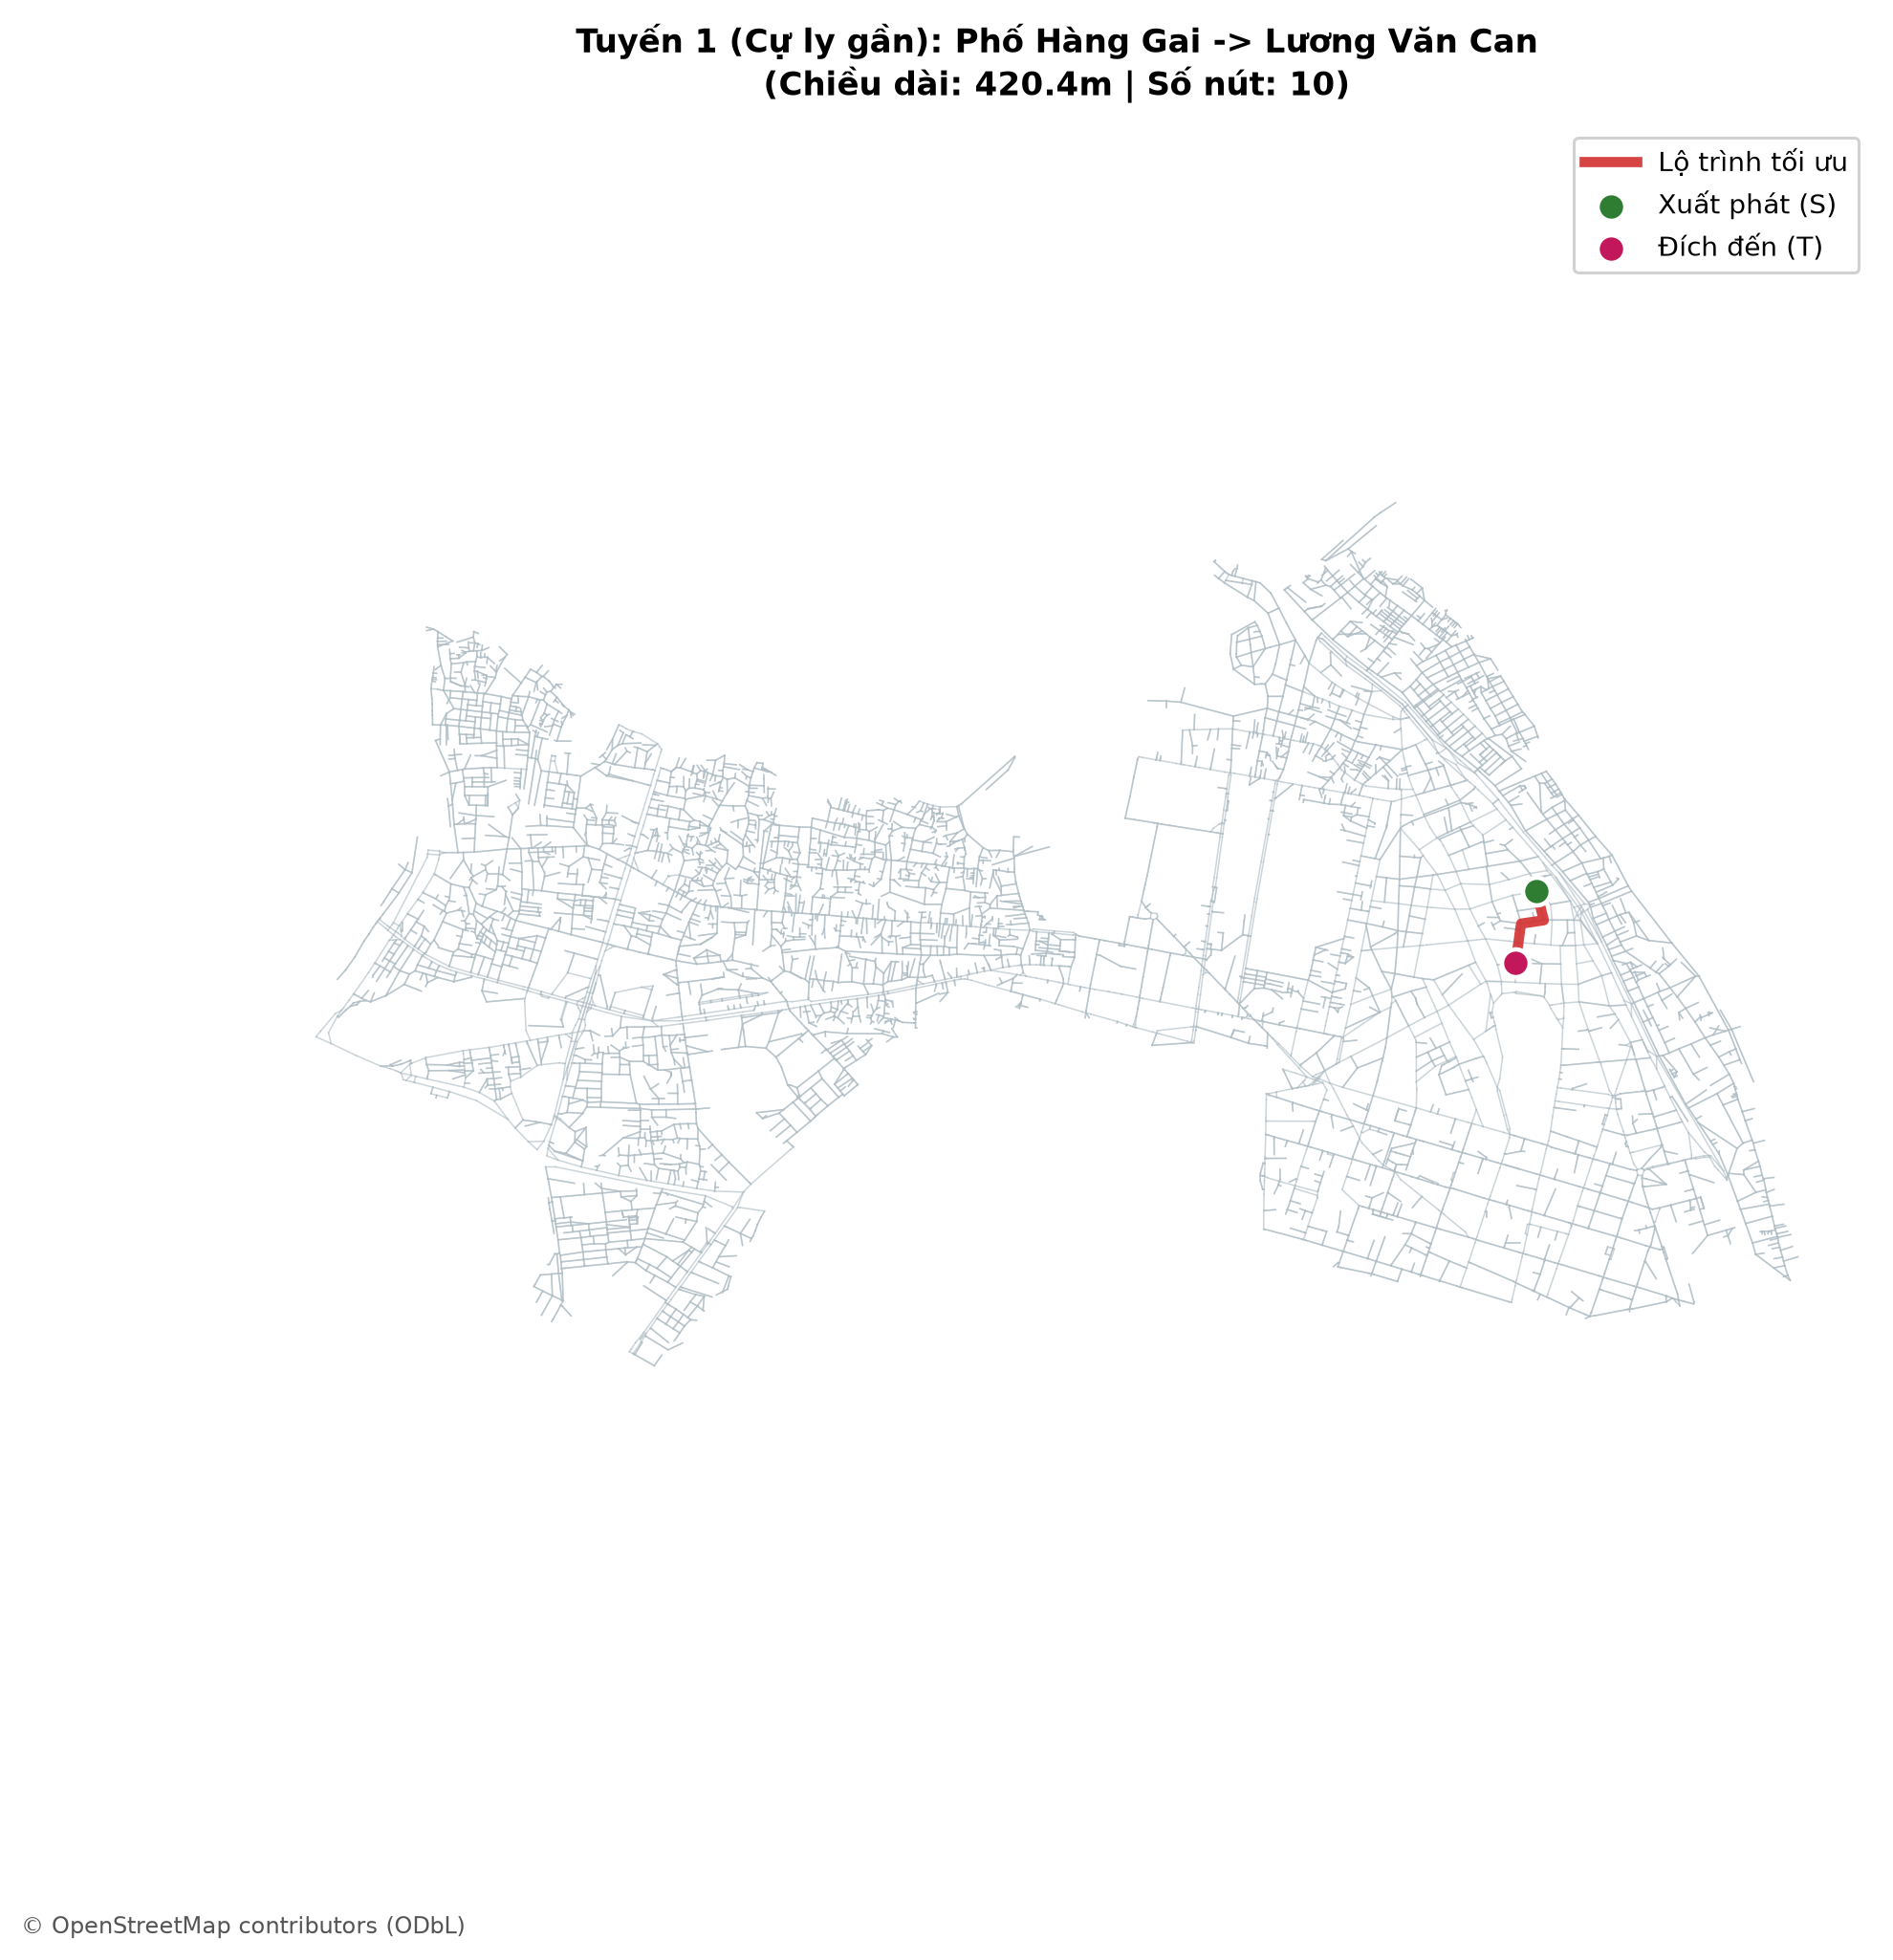 Tuyến 1 (Cự ly gần): Phố Hàng Gai -> Lương Văn Can
(Chiều dài: 420.4m | Số nút: 10)
Lộ trình tối ưu
Xuất phát (S)
Đích đến (T)
© OpenStreetMap contributors (ODbL)